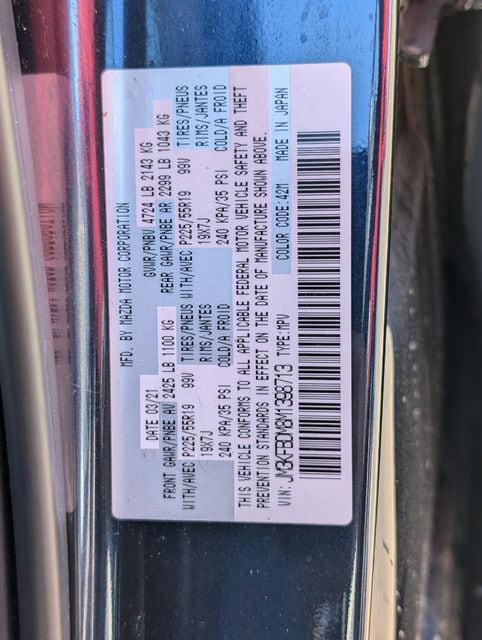 MFD. BY MAZDA MOTOR CORPORATION
DATE 03/21 GVWR/PNBV 4724 LB 2143 KG
FRONT GAWR/PNBE AV 2425 LB 1100 KG REAR GAWR/PNBE AR 2299 LB 1043 KG
WITH/AVEC P225/55R19 99V TIRES/PNEUS WITH/AVEC P225/55R19 99V TIRES/PNEUS
19X7J RIMS/JANTES 19X7J RIMS/JANTES
240 KPA/35 PSI COLD/A FROID 240 KPA/35 PSI COLD/A FROID
THIS VEHICLE CONFORMS TO ALL APPLICABLE FEDERAL MOTOR VEHICLE SAFETY AND THEFT
PREVENTION STANDARDS IN EFFECT ON THE DATE OF MANUFACTURE SHOWN ABOVE.
VIN: JM3KFBDM8M1398713 TYPE:MPV COLOR CODE:42M MADE IN JAPAN